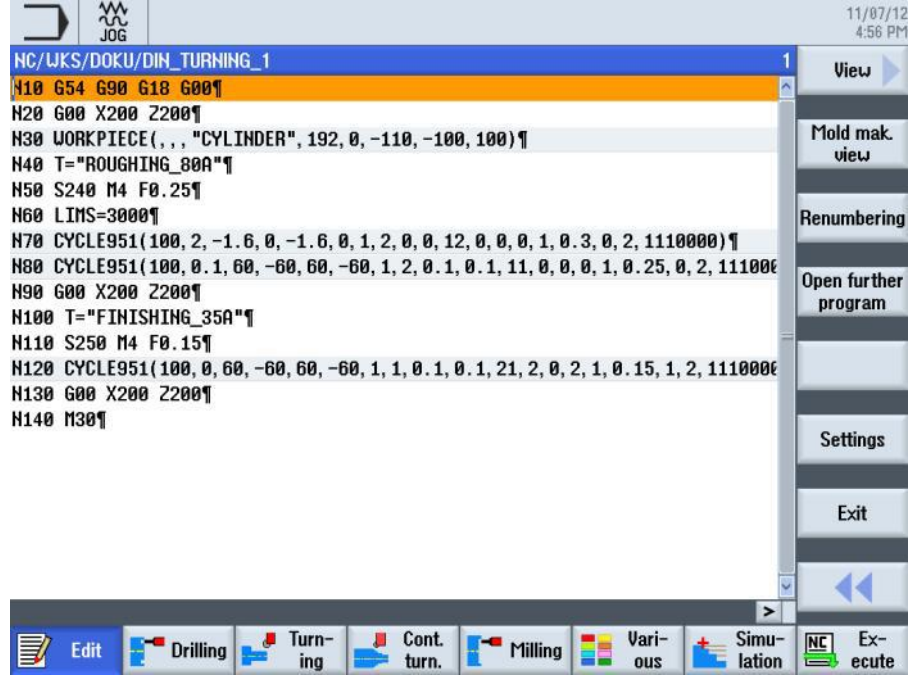 JOG
11/07/12
4:56 PM
NC/WKS/DOKU/DIN_TURNING_1 1
N10 G54 G90 G18 G00¶
N20 G00 X200 Z200¶
N30 WORKPIECE(,,,"CYLINDER",192,0,-110,-100,100)¶
N40 T="ROUGHING_80A"¶
N50 S240 M4 F0.25¶
N60 LIMS=3000¶
N70 CYCLE951(100,2,-1.6,0,-1.6,0,1,2,0,0,12,0,0,0,1,0.3,0,2,1110000)¶
N80 CYCLE951(100,0.1,60,-60,60,-60,1,2,0.1,0.1,11,0,0,0,1,0.25,0,2,111000
N90 G00 X200 Z200¶
N100 T="FINISHING_35A"¶
N110 S250 M4 F0.15¶
N120 CYCLE951(100,0,60,-60,60,-60,1,1,0.1,0.1,21,2,0,2,1,0.15,1,2,1110000
N130 G00 X200 Z200¶
N140 M30¶
View
Mold mak.
view
Renumbering
Open further
program
Settings
Exit
>
Edit
Drilling
Turn-
ing
Cont.
turn.
Milling
Vari-
ous
Simu-
lation
NC
Ex-
ecute